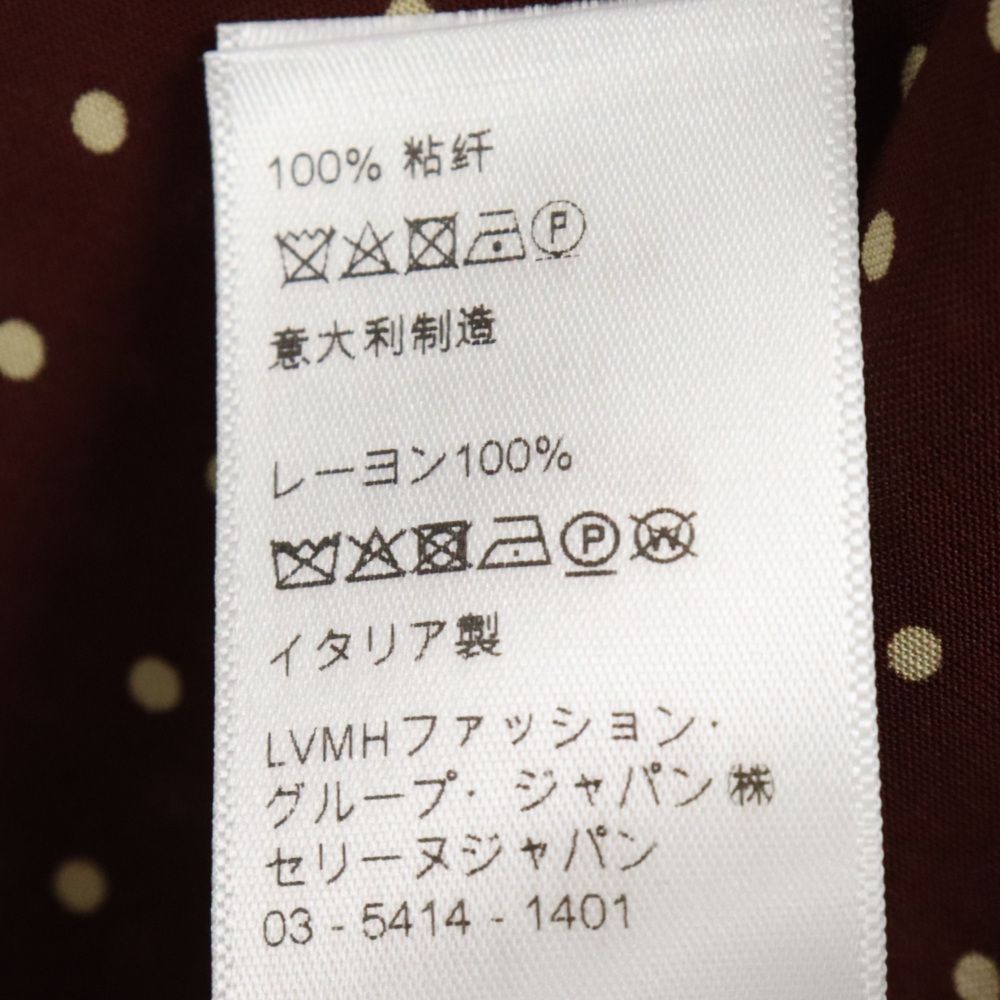 100% 粘纤
P
意大利制造
レーヨン100%
P W
イタリア製
LVMHファッション・
グループ・ジャパン㈱
セリーヌジャパン
03 - 5414 - 1401